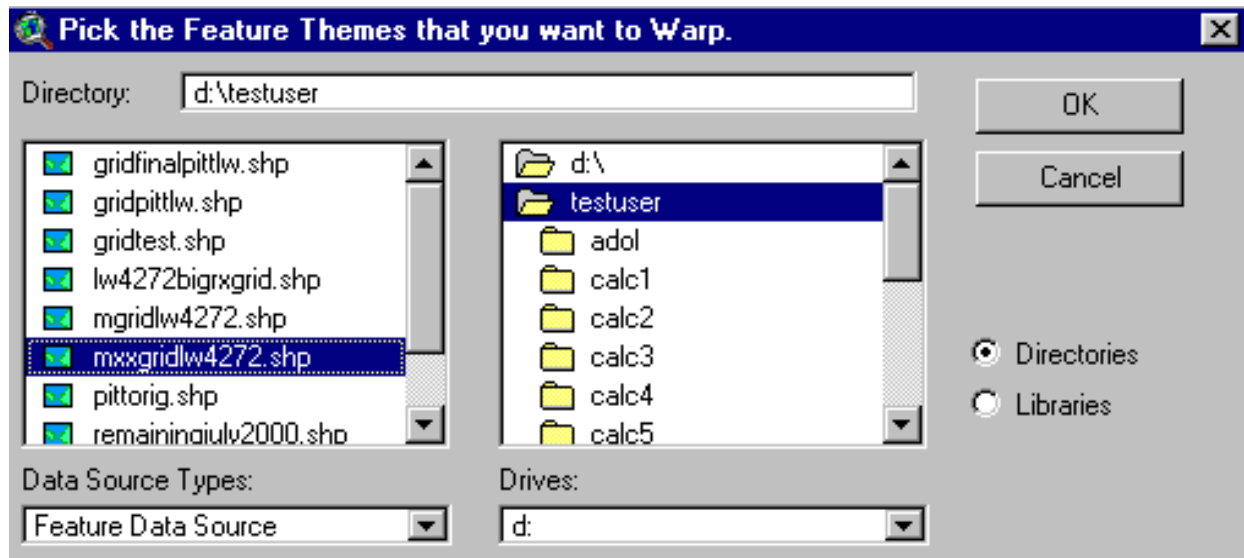 Pick the Feature Themes that you want to Warp.
Directory: d:\testuser
OK
Cancel
gridfinalpittlw.shp
gridpittlw.shp
gridtest.shp
lw4272bigrxgrid.shp
mgridlw4272.shp
mxxgridlw4272.shp
pittorig.shp
remainingjuly2000.shp
d:\
testuser
adol
calc1
calc2
calc3
calc4
calc5
Directories
Libraries
Data Source Types:
Feature Data Source
Drives:
d: